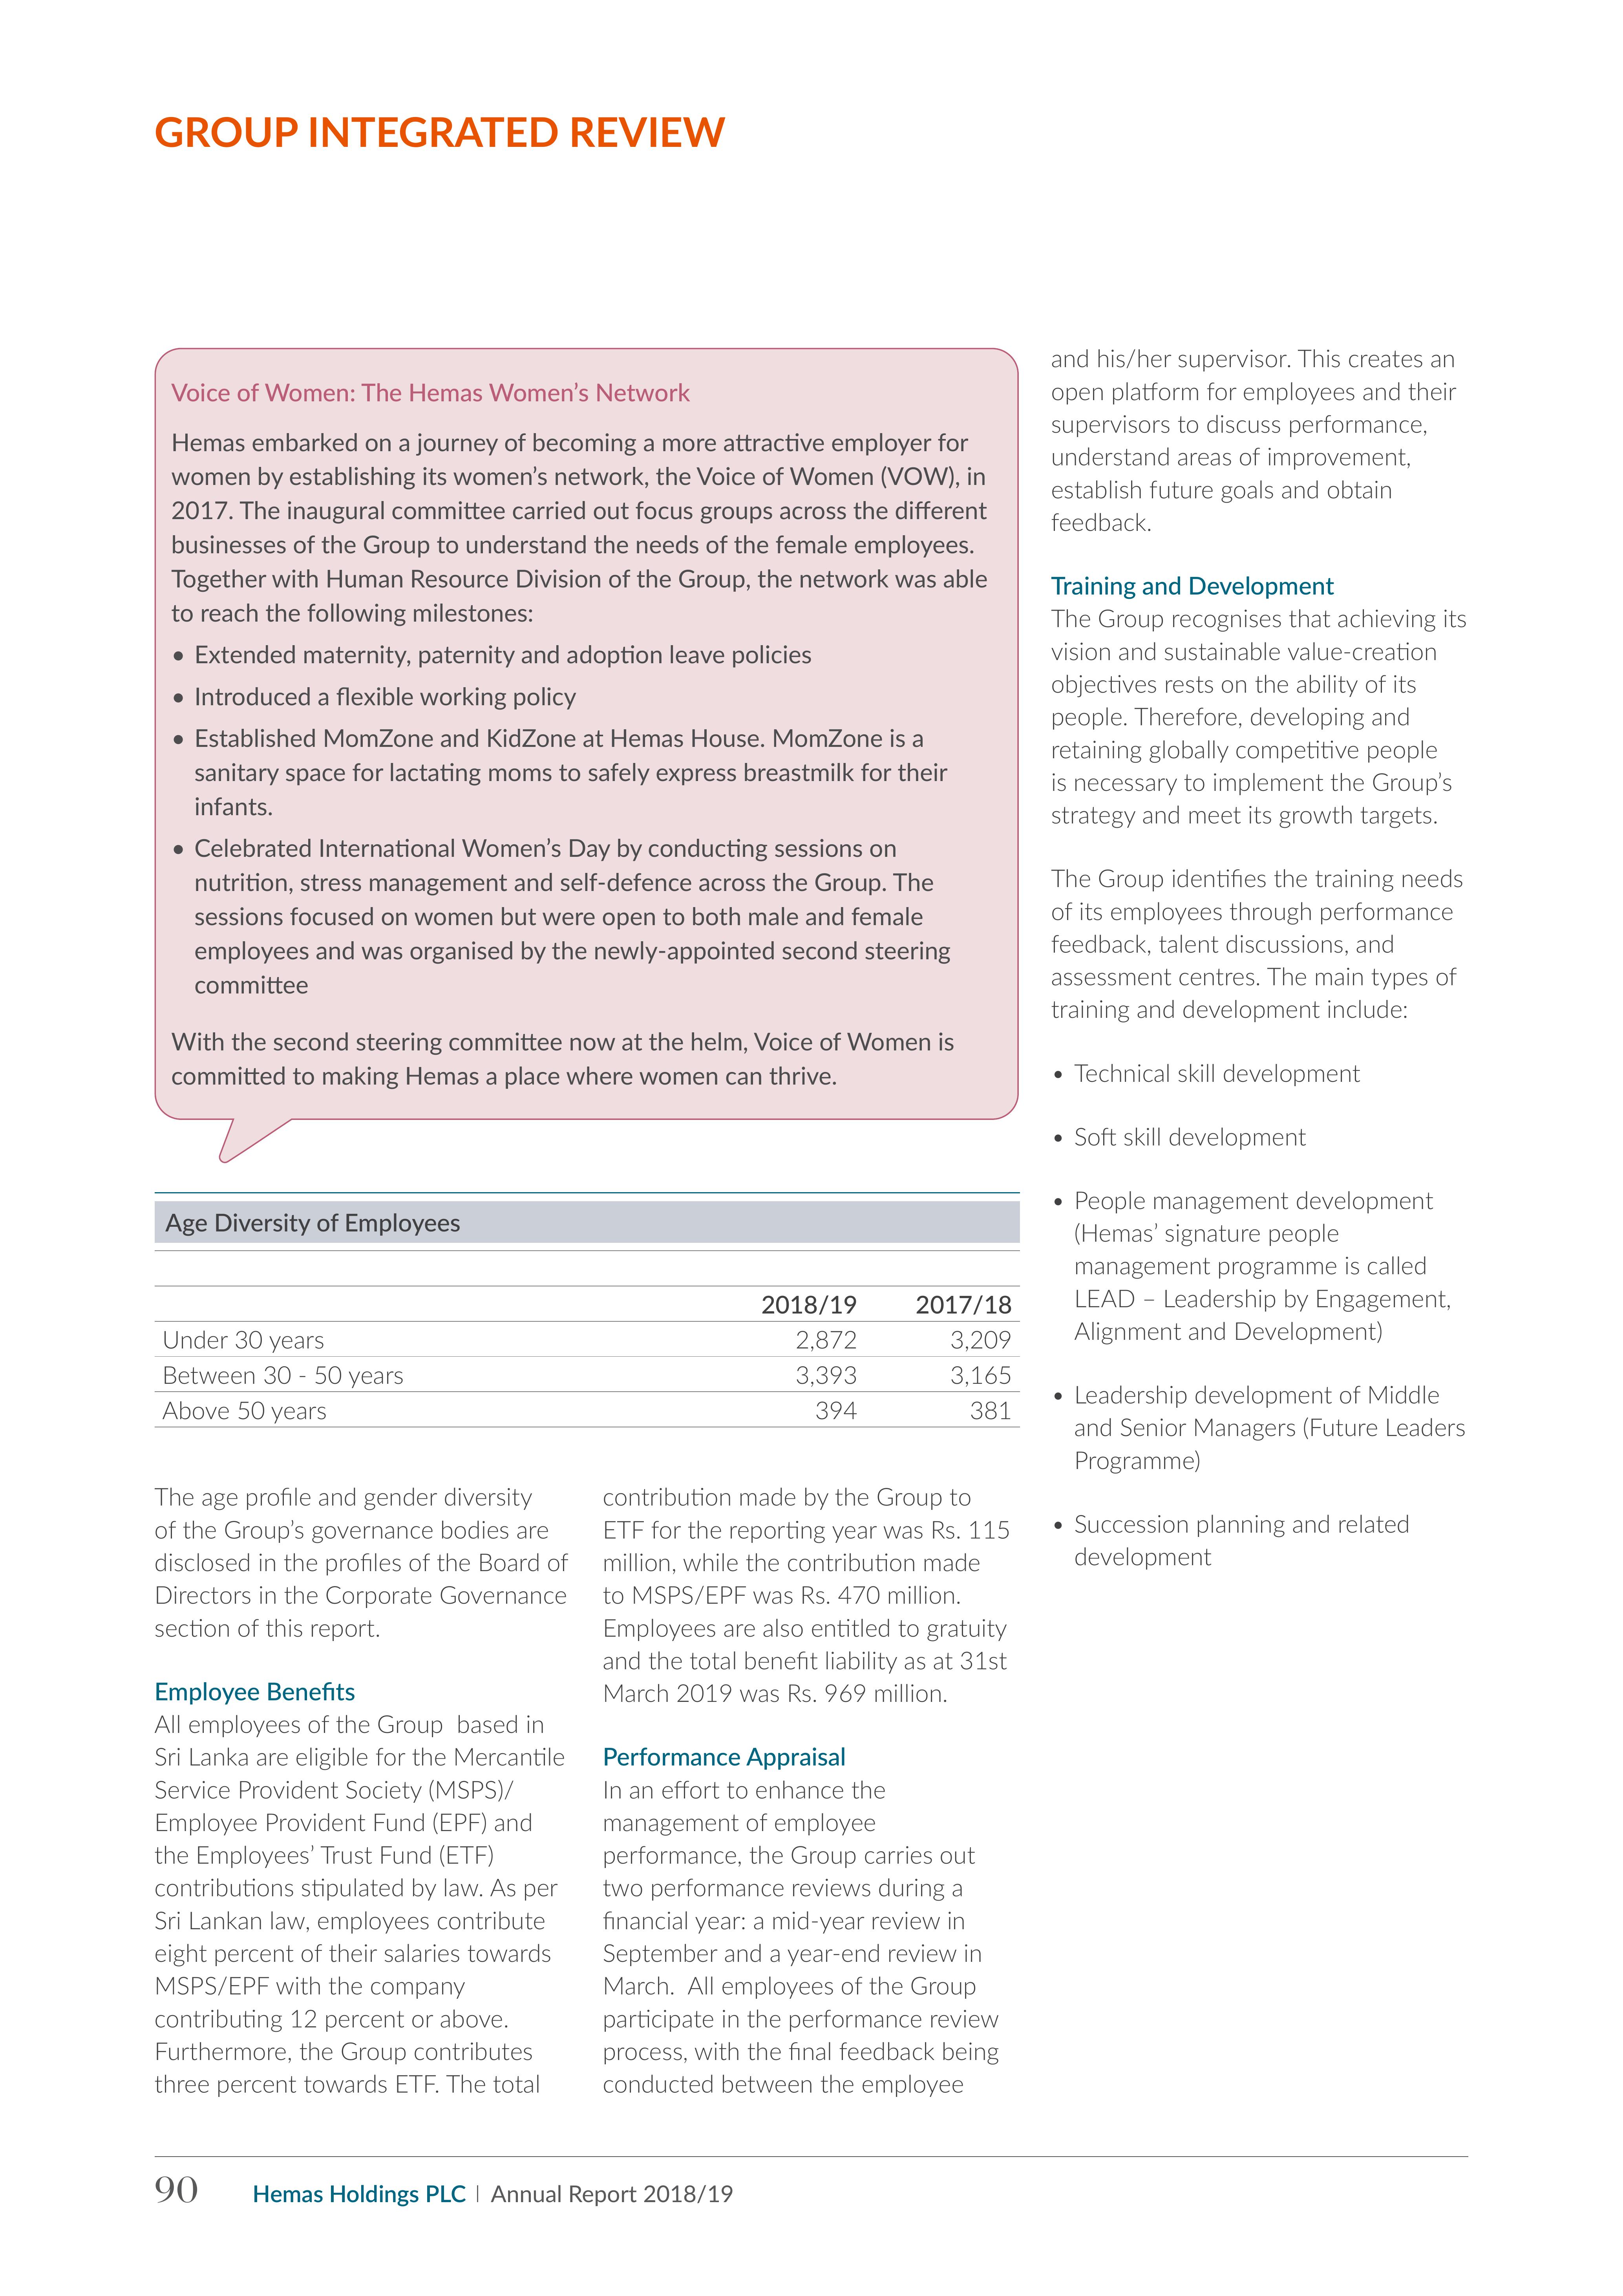 GROUP INTEGRATED REVIEW
Voice of Women: The Hemas Women's Network
Hemas embarked on a journey of becoming a more attractive employer for
women by establishing its women's network, the Voice of Women (VOW), in
2017. The inaugural committee carried out focus groups across the different
businesses of the Group to understand the needs of the female employees.
Together with Human Resource Division of the Group, the network was able
to reach the following milestones:
• Extended maternity, paternity and adoption leave policies
• Introduced a flexible working policy
• Established MomZone and KidZone at Hemas House. MomZone is a
sanitary space for lactating moms to safely express breastmilk for their
infants.
• Celebrated International Women's Day by conducting sessions on
nutrition, stress management and self-defence across the Group. The
sessions focused on women but were open to both male and female
employees and was organised by the newly-appointed second steering
committee
With the second steering committee now at the helm, Voice of Women is
committed to making Hemas a place where women can thrive.
Age Diversity of Employees
2018/19 2017/18
Under 30 years 2,872 3,209
Between 30 - 50 years 3,393 3,165
Above 50 years 394 381
The age profile and gender diversity
of the Group's governance bodies are
disclosed in the profiles of the Board of
Directors in the Corporate Governance
section of this report.
Employee Benefits
All employees of the Group  based in
Sri Lanka are eligible for the Mercantile
Service Provident Society (MSPS)/
Employee Provident Fund (EPF) and
the Employees' Trust Fund (ETF)
contributions stipulated by law. As per
Sri Lankan law, employees contribute
eight percent of their salaries towards
MSPS/EPF with the company
contributing 12 percent or above.
Furthermore, the Group contributes
three percent towards ETF. The total
contribution made by the Group to
ETF for the reporting year was Rs. 115
million, while the contribution made
to MSPS/EPF was Rs. 470 million.
Employees are also entitled to gratuity
and the total benefit liability as at 31st
March 2019 was Rs. 969 million.
Performance Appraisal
In an effort to enhance the
management of employee
performance, the Group carries out
two performance reviews during a
financial year: a mid-year review in
September and a year-end review in
March.  All employees of the Group
participate in the performance review
process, with the final feedback being
conducted between the employee
and his/her supervisor. This creates an
open platform for employees and their
supervisors to discuss performance,
understand areas of improvement,
establish future goals and obtain
feedback.
Training and Development
The Group recognises that achieving its
vision and sustainable value-creation
objectives rests on the ability of its
people. Therefore, developing and
retaining globally competitive people
is necessary to implement the Group's
strategy and meet its growth targets.
The Group identifies the training needs
of its employees through performance
feedback, talent discussions, and
assessment centres. The main types of
training and development include:
• Technical skill development
• Soft skill development
• People management development
(Hemas' signature people
management programme is called
LEAD – Leadership by Engagement,
Alignment and Development)
• Leadership development of Middle
and Senior Managers (Future Leaders
Programme)
• Succession planning and related
development
90 Hemas Holdings PLC | Annual Report 2018/19